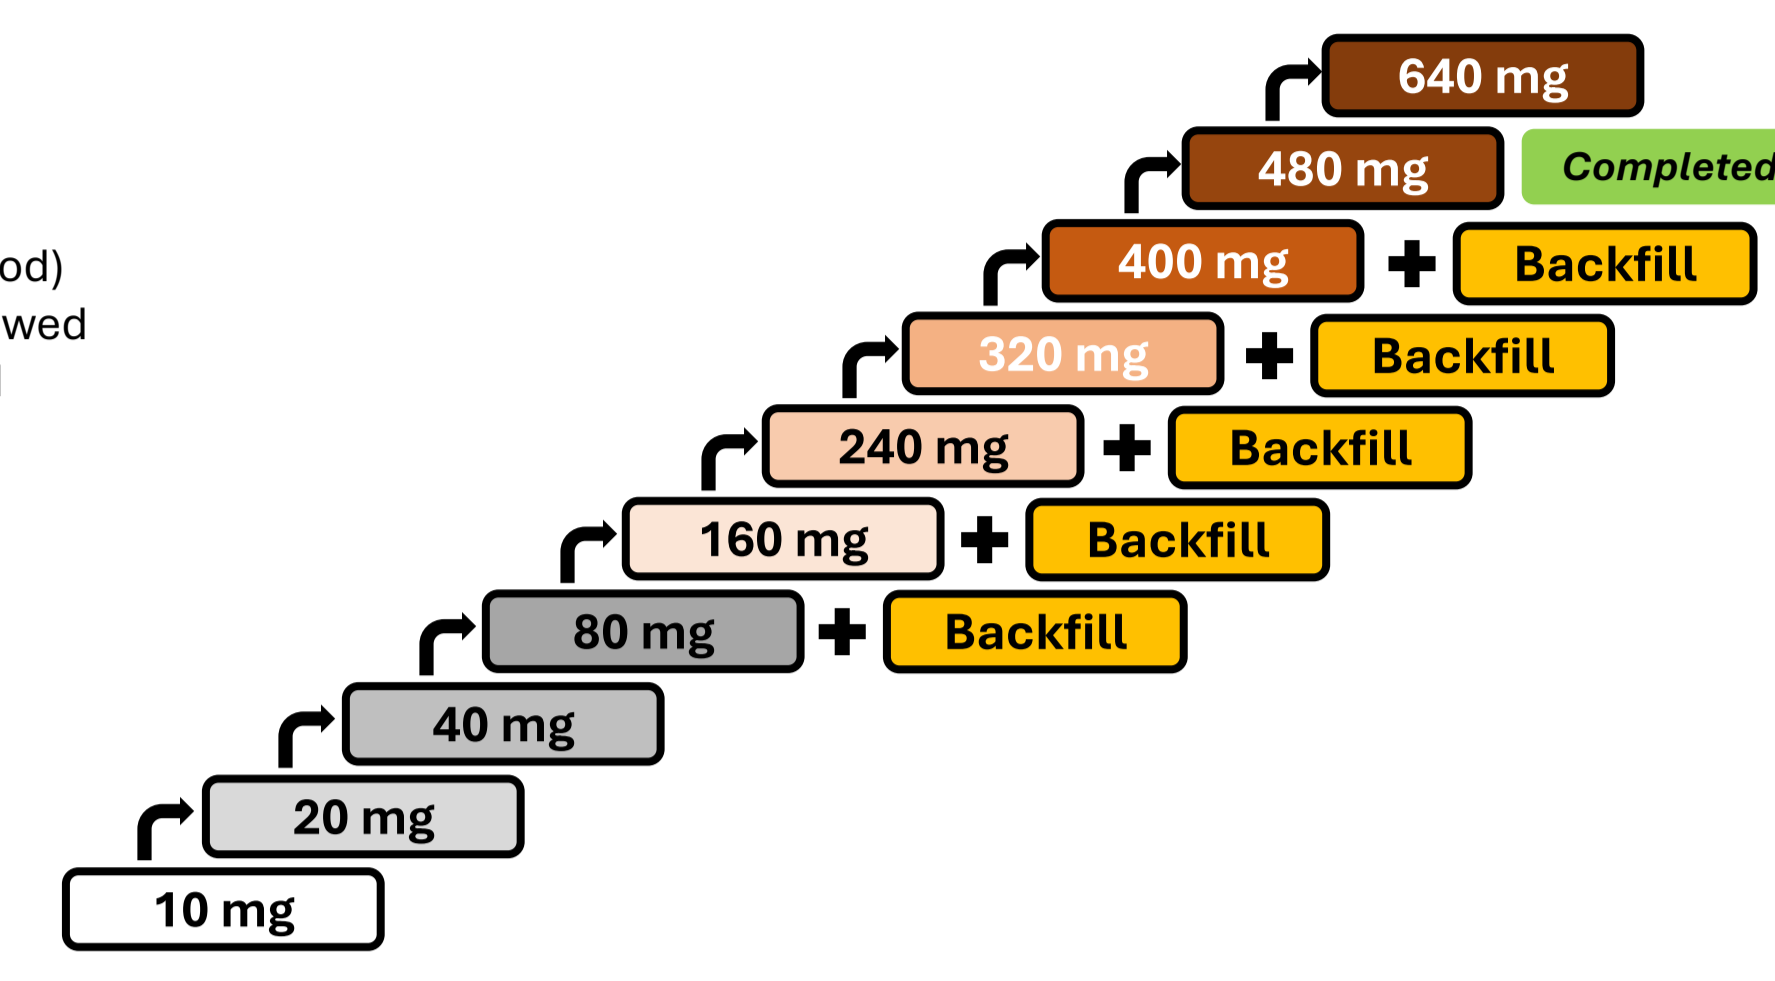 640 mg
480 mg Completed
od)
400 mg + Backfill
wed
320 mg + Backfill
240 mg + Backfill
160 mg + Backfill
80 mg + Backfill
40 mg
20 mg
10 mg